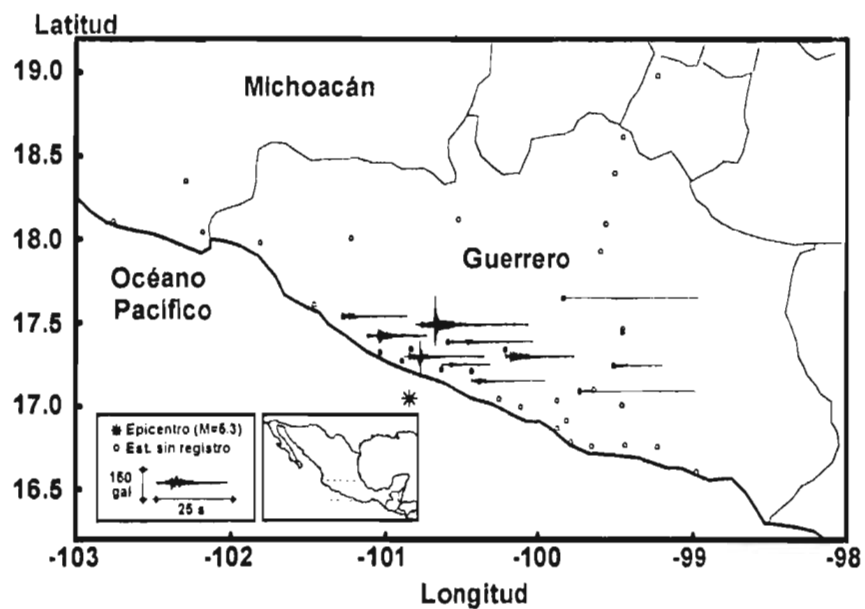 Latitud
19.0
Michoacán
18.5
18.0
Guerrero
Océano
Pacífico
17.5
17.0
Epicentro (M=5.3)
Est. sin registro
150
gal
25 s
16.5
-103
-102
-101
-100
-99
-98
Longitud